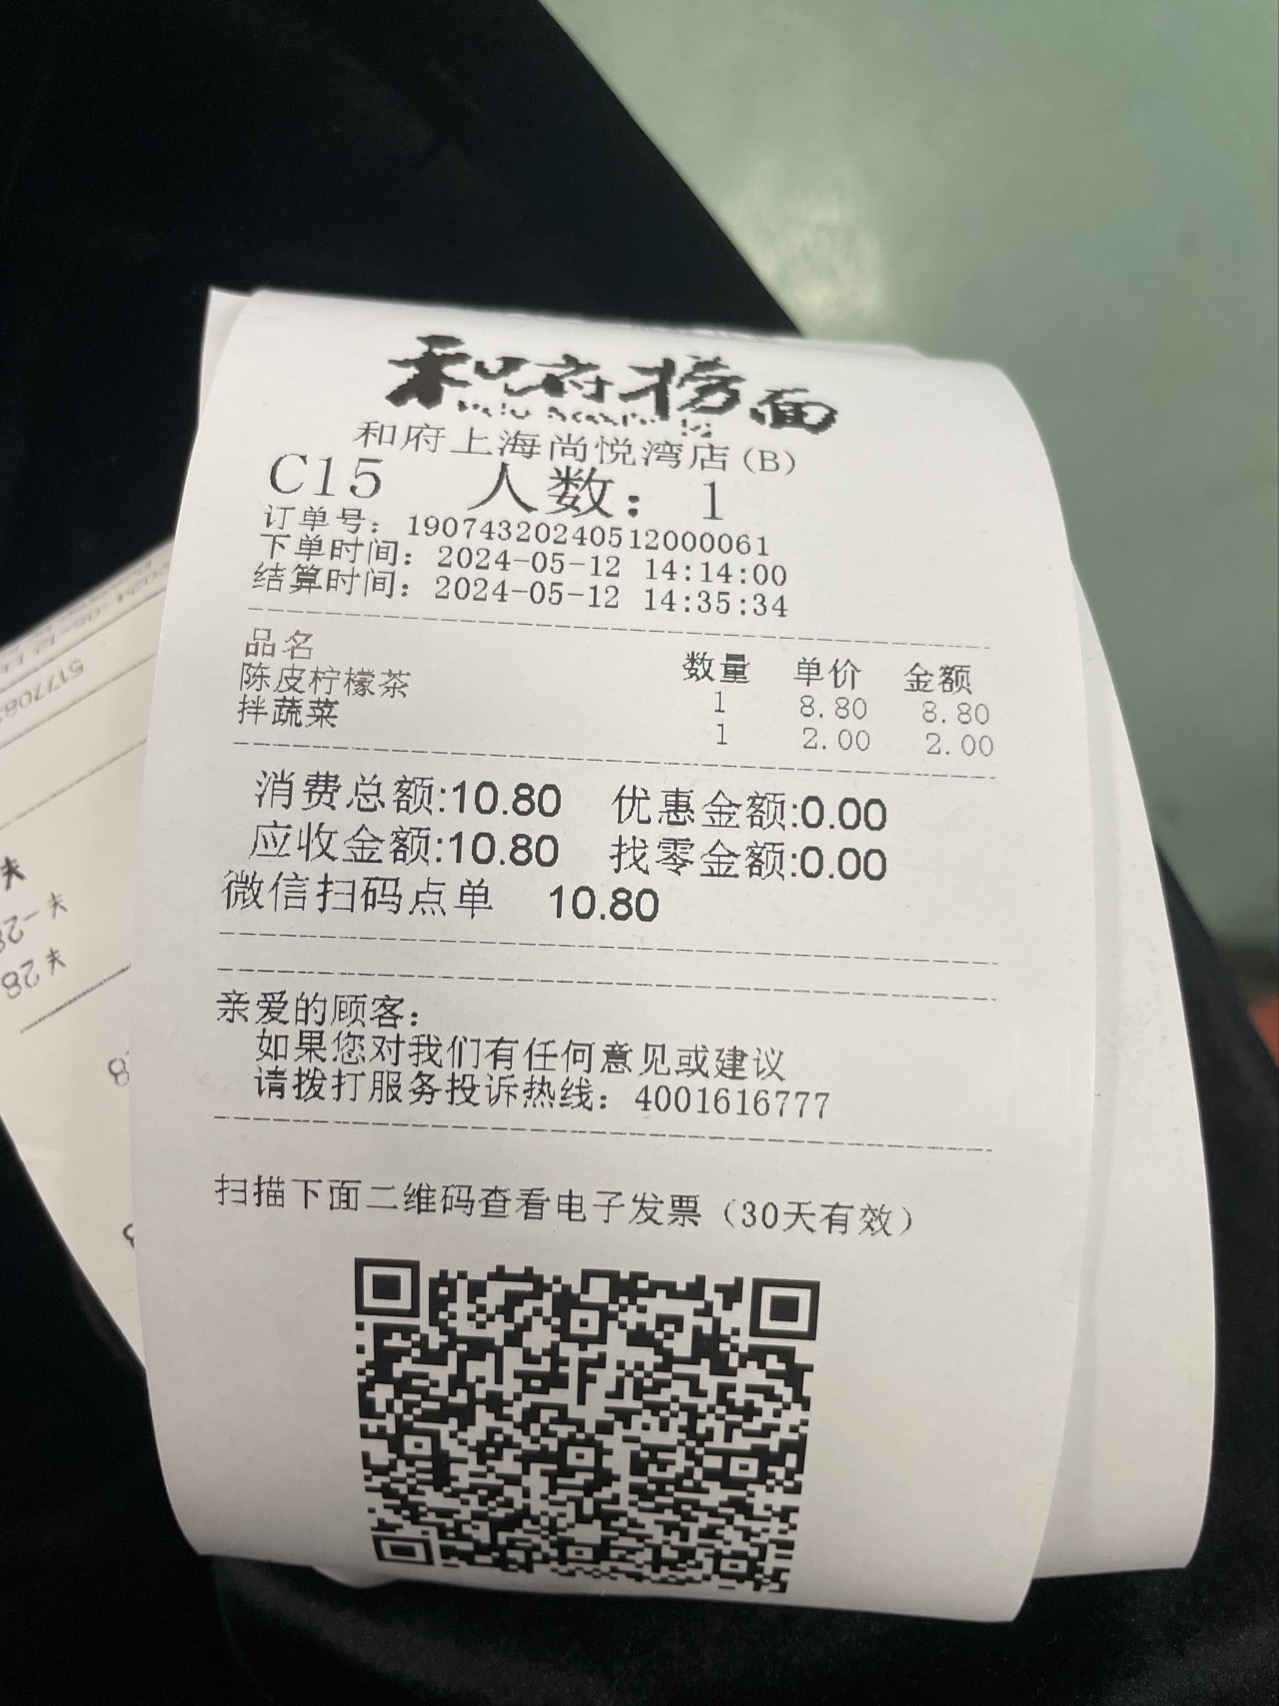 和府捞面
和府上海尚悦湾店(B)
C15 人数：1
订单号：19074320240512000061
下单时间：2024-05-12 14:14:00
结算时间：2024-05-12 14:35:34
品名 数量 单价 金额
陈皮柠檬茶 1 8.80 8.80
拌蔬菜 1 2.00 2.00
消费总额:10.80 优惠金额:0.00
应收金额:10.80 找零金额:0.00
微信扫码点单 10.80
亲爱的顾客：
如果您对我们有任何意见或建议
请拨打服务投诉热线：4001616777
扫描下面二维码查看电子发票（30天有效）